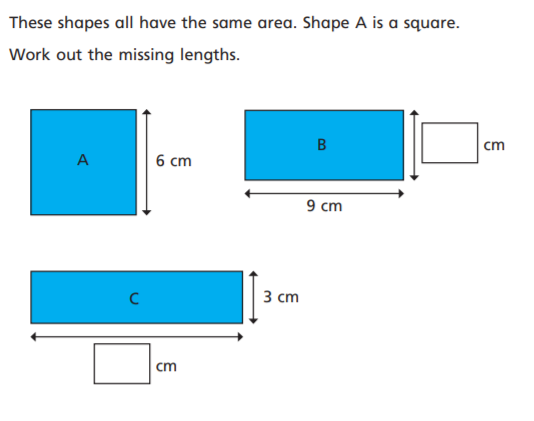 These shapes all have the same area. Shape A is a square.
Work out the missing lengths.
A
6 cm
B
cm
9 cm
C
3 cm
cm